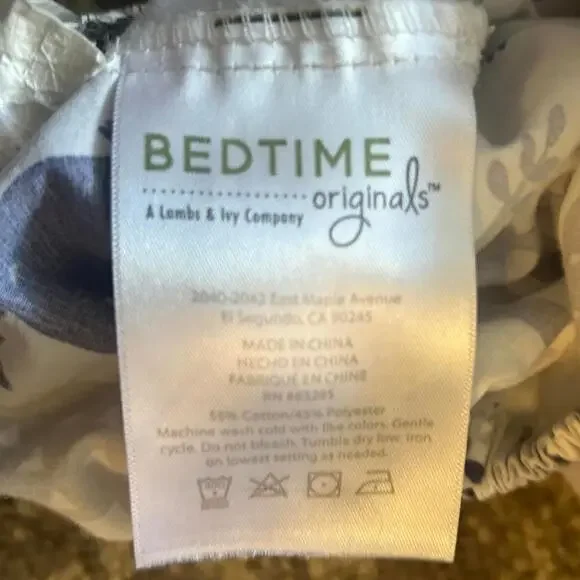 BEDTIME
originals™
A Lambs & Ivy Company
2040-2042 East Maple Avenue
El Segundo, CA 90245
MADE IN CHINA
HECHO EN CHINA
FABRIQUE EN CHINE
RN
Cotton/45% Polyester
Machine wash cold with like colors. Gentle
cycle. Do not bleach. Tumble dry low. Iron
on lowest setting as needed.